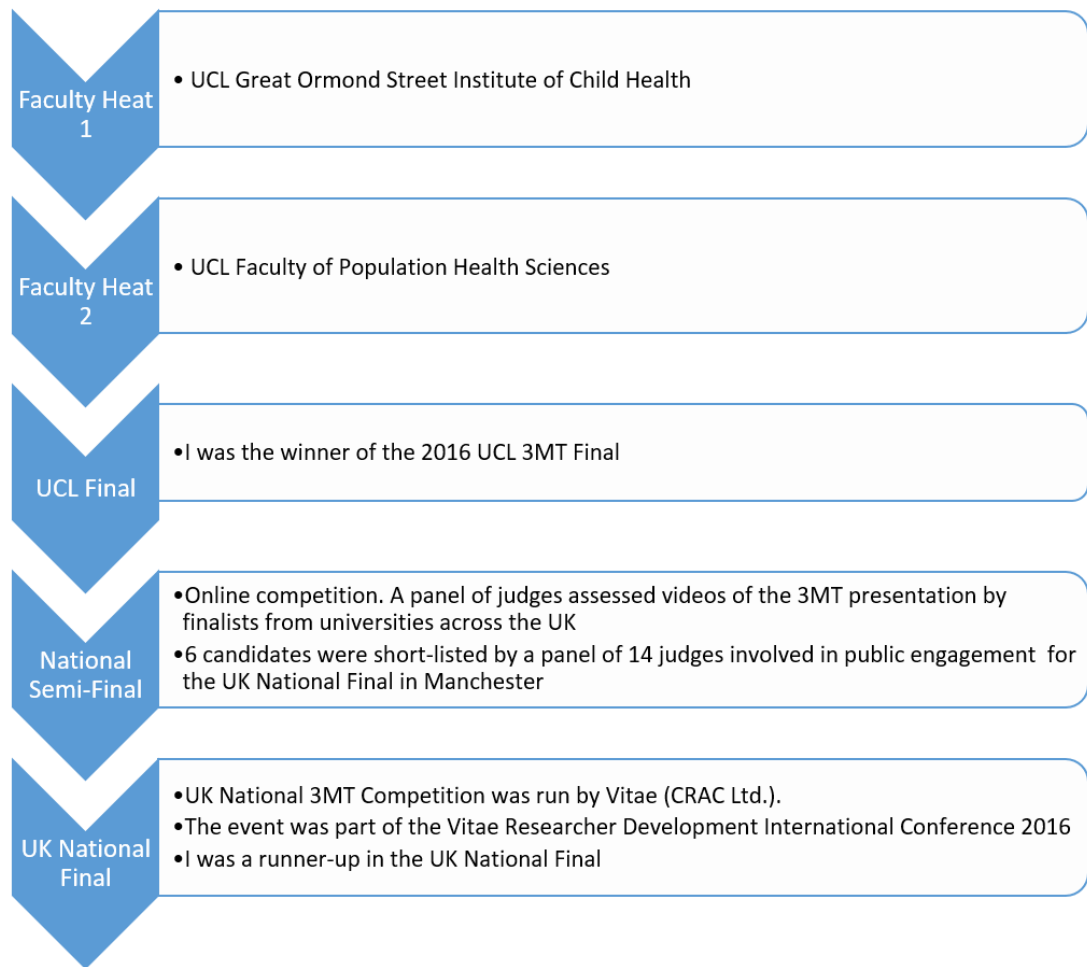 Faculty Heat
1
• UCL Great Ormond Street Institute of Child Health
Faculty Heat
2
• UCL Faculty of Population Health Sciences
UCL Final
•I was the winner of the 2016 UCL 3MT Final
National
Semi-Final
•Online competition. A panel of judges assessed videos of the 3MT presentation by
finalists from universities across the UK
•6 candidates were short-listed by a panel of 14 judges involved in public engagement  for
the UK National Final in Manchester
UK National
Final
•UK National 3MT Competition was run by Vitae (CRAC Ltd.).
•The event was part of the Vitae Researcher Development International Conference 2016
•I was a runner-up in the UK National Final